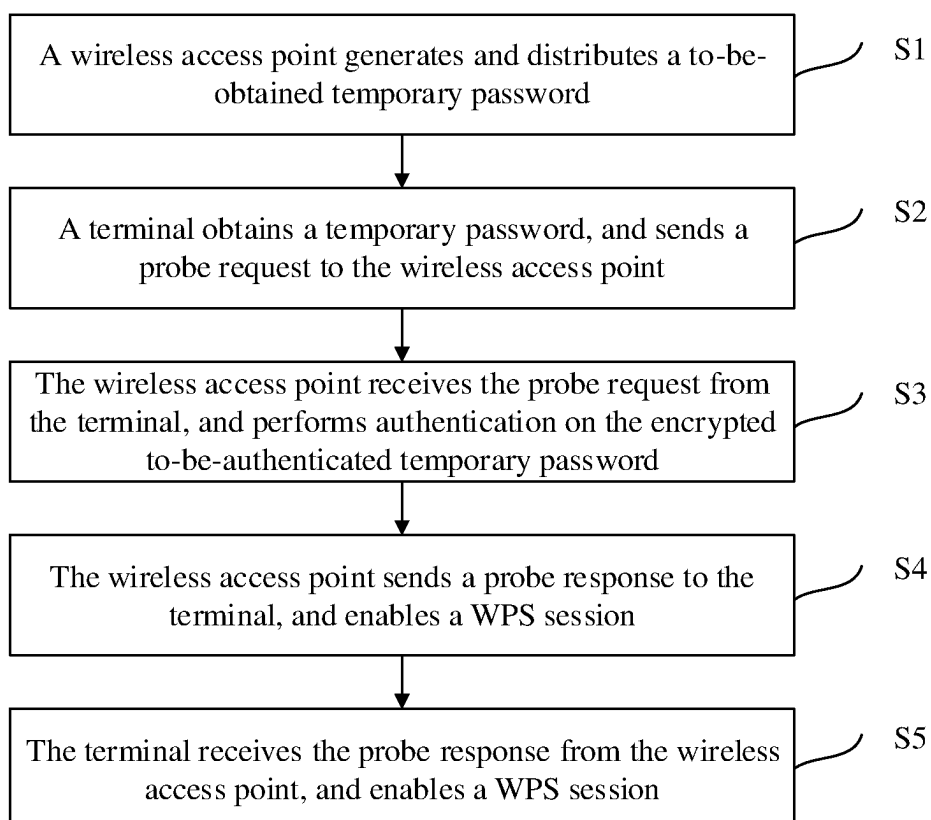 A wireless access point generates and distributes a to-be-
obtained temporary password
S1
A terminal obtains a temporary password, and sends a
probe request to the wireless access point
S2
The wireless access point receives the probe request from
the terminal, and performs authentication on the encrypted
to-be-authenticated temporary password
S3
The wireless access point sends a probe response to the
terminal, and enables a WPS session
S4
The terminal receives the probe response from the wireless
access point, and enables a WPS session
S5